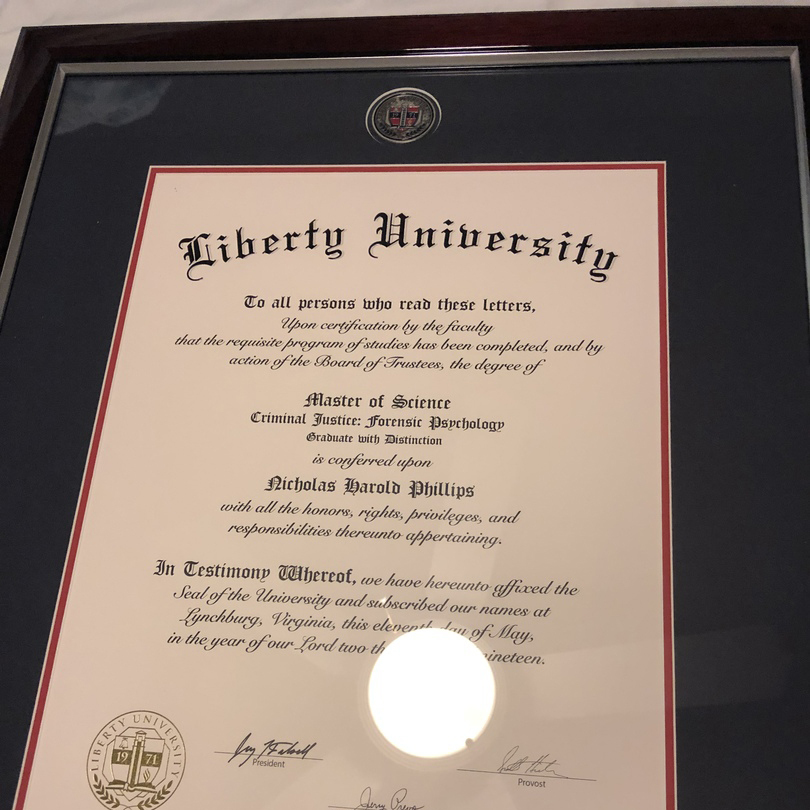 Liberty University
To all persons who read these letters,
Upon certification by the faculty
that the requisite program of studies has been completed, and by
action of the Board of Trustees, the degree of
Master of Science
Criminal Justice: Forensic Psychology
Graduate with Distinction
is conferred upon
Nicholas Harold Phillips
with all the honors, rights, privileges, and
responsibilities thereunto appertaining.
In Testimony Whereof, we have hereunto affixed the
Seal of the University and subscribed our names at
Lynchburg, Virginia, this eleventh day of May,
in the year of our Lord two nineteen.
LIBERTY UNIVERSITY
1971
President
Provost